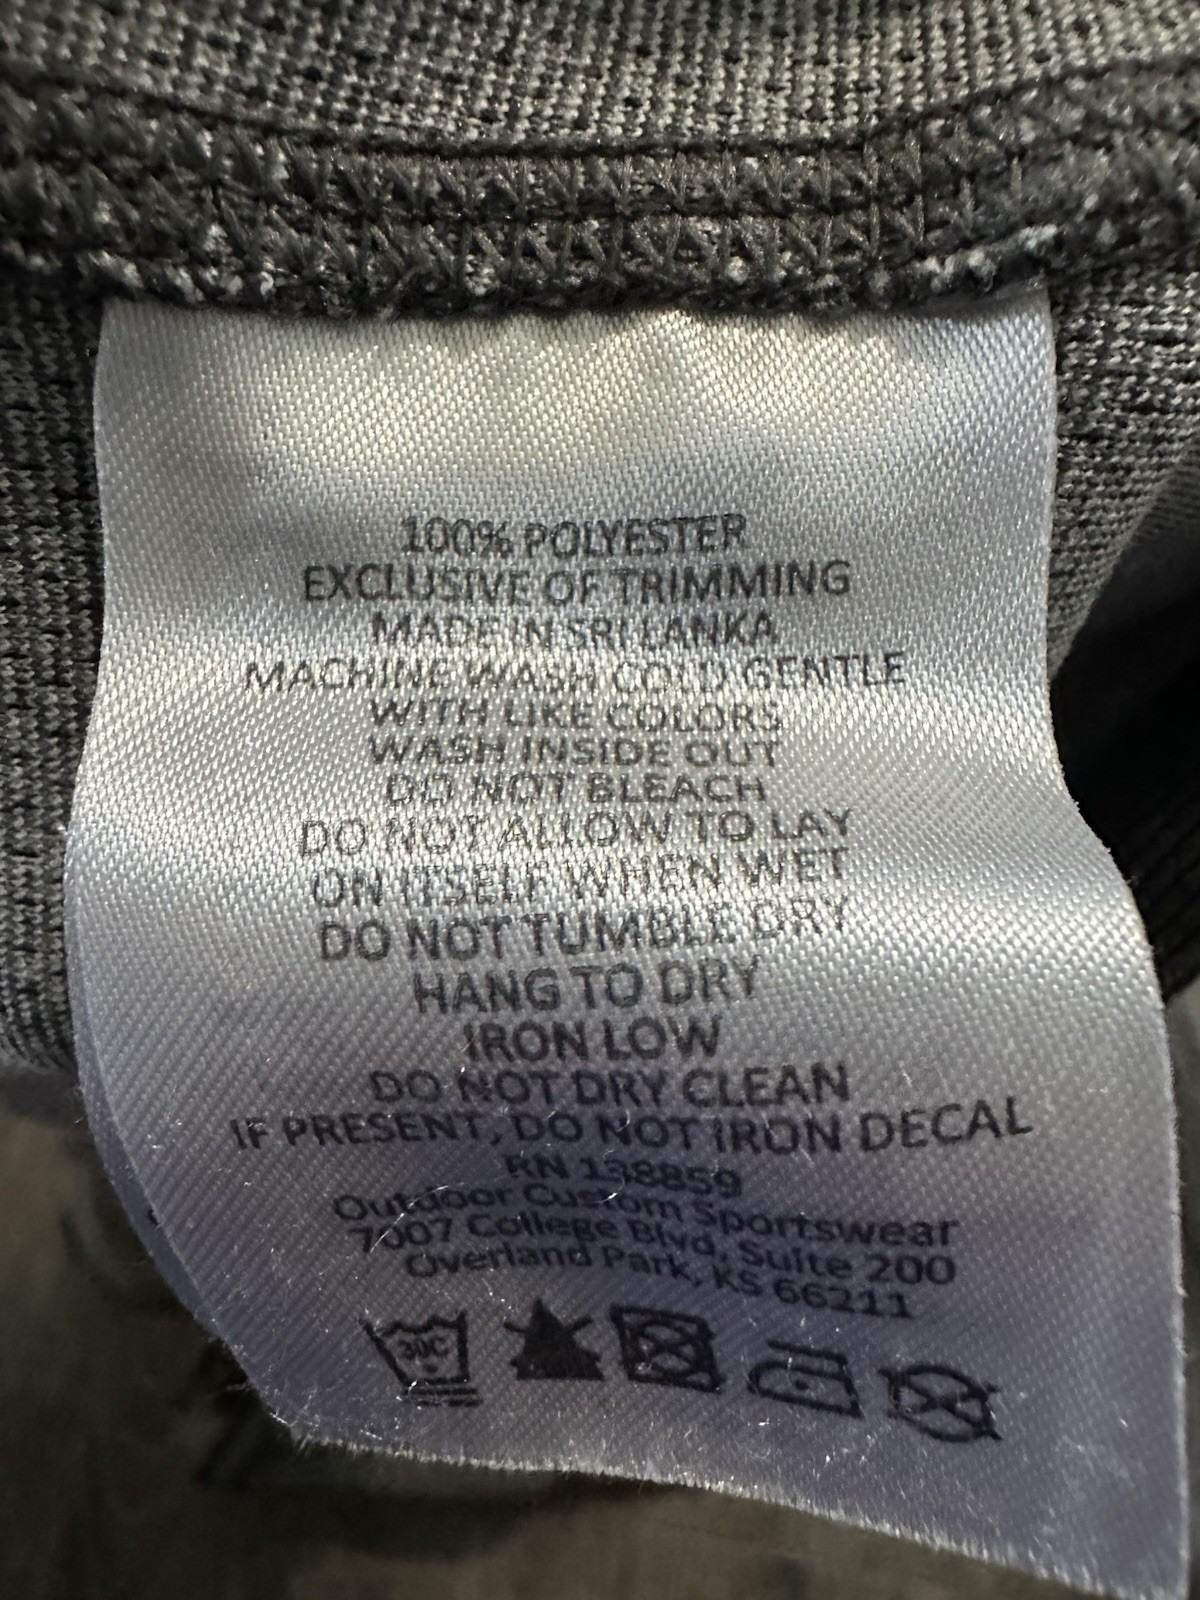 100% POLYESTER
EXCLUSIVE OF TRIMMING
MADE IN SRI LANKA
MACHINE WASH COLD GENTLE
WITH LIKE COLORS
WASH INSIDE OUT
DO NOT BLEACH
DO NOT ALLOW TO LAY
ON ITSELF WHEN WET
DO NOT TUMBLE DRY
HANG TO DRY
IRON LOW
DO NOT DRY CLEAN
IF PRESENT, DO NOT IRON DECAL
RN 138859
Outdoor Custom Sportswear
7007 College Blvd, Suite 200
Overland Park, KS 66211
30C